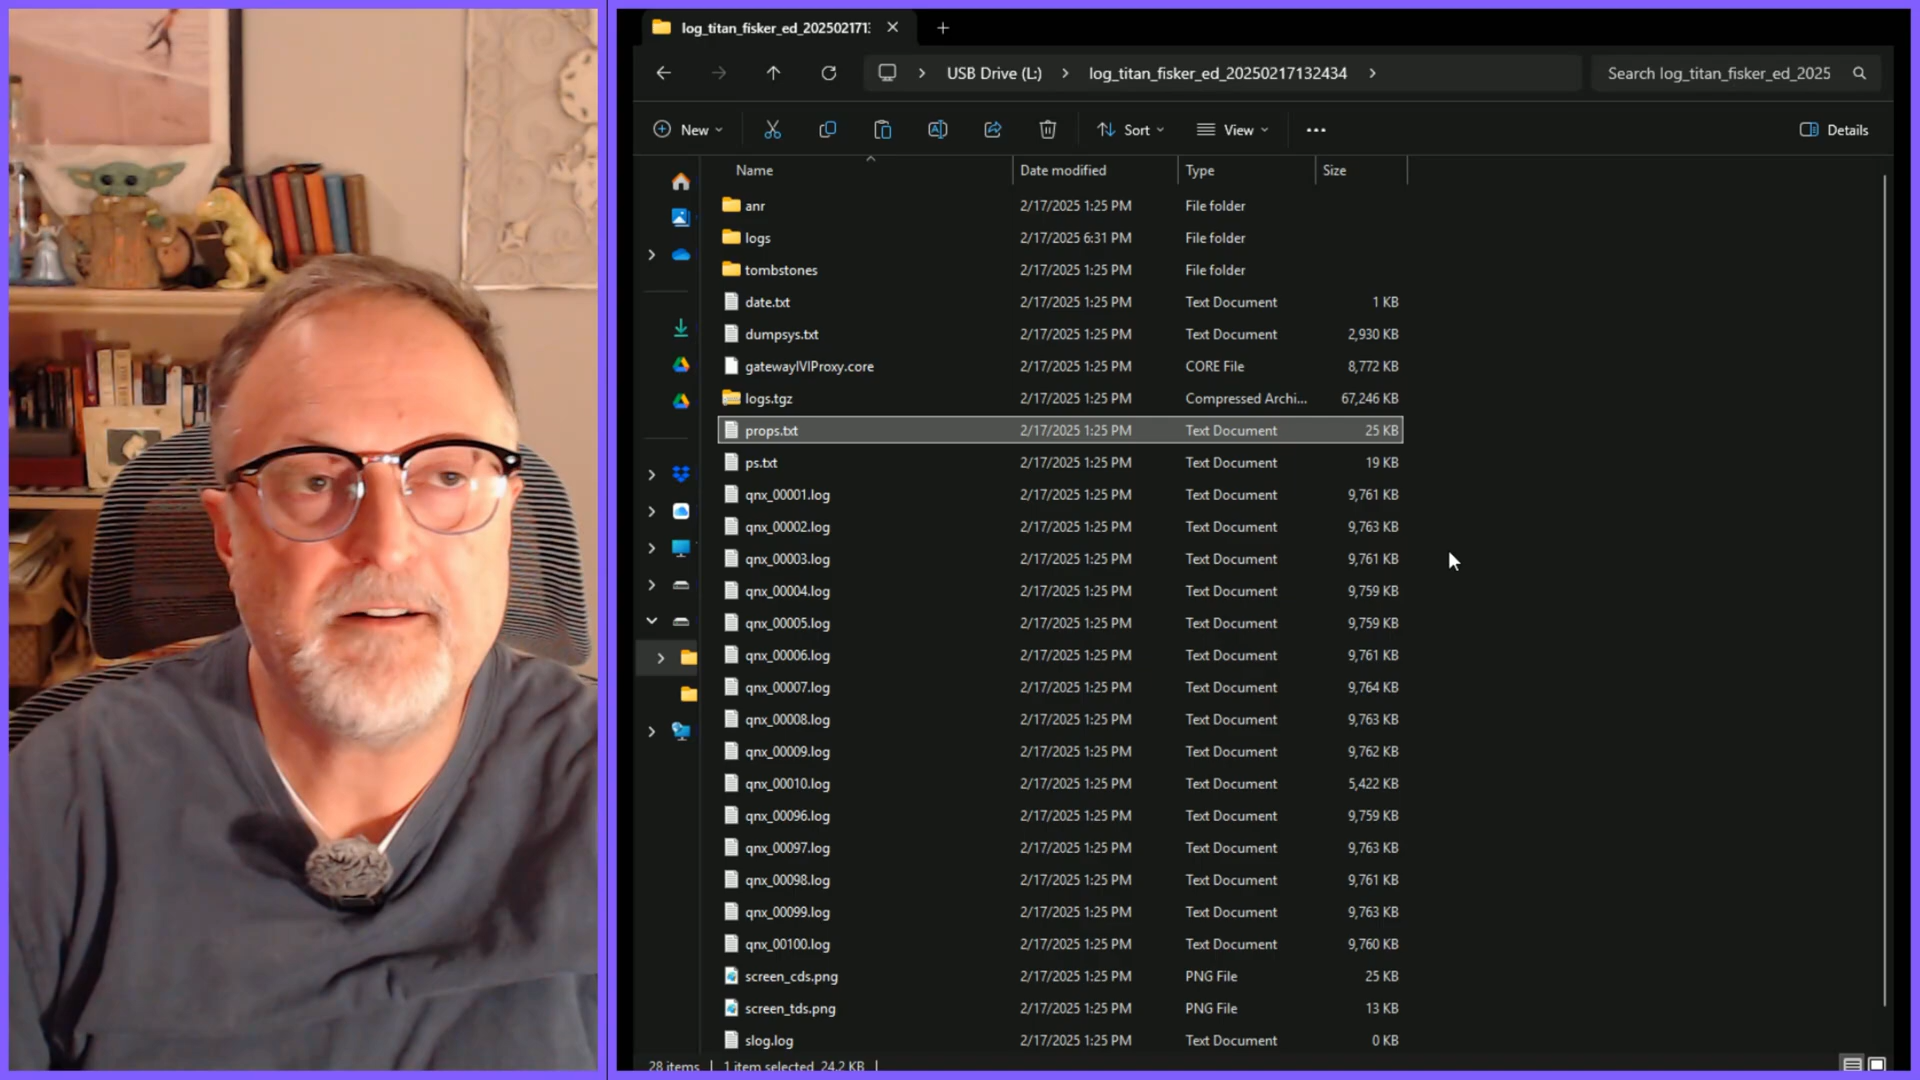 log_titan_fisker_ed_202502171
USB Drive (L:) log_titan_fisker_ed_20250217132434 Search log_titan_fisker_ed_2025
New Sort View Details
Name Date modified Type Size
anr 2/17/2025 1:25 PM File folder
logs 2/17/2025 6:31 PM File folder
tombstones 2/17/2025 1:25 PM File folder
date.txt 2/17/2025 1:25 PM Text Document 1 KB
dumpsys.txt 2/17/2025 1:25 PM Text Document 2,930 KB
gatewayIVIProxy.core 2/17/2025 1:25 PM CORE File 8,772 KB
logs.tgz 2/17/2025 1:25 PM Compressed Archi... 67,246 KB
props.txt 2/17/2025 1:25 PM Text Document 25 KB
ps.txt 2/17/2025 1:25 PM Text Document 19 KB
qnx_00001.log 2/17/2025 1:25 PM Text Document 9,761 KB
qnx_00002.log 2/17/2025 1:25 PM Text Document 9,763 KB
qnx_00003.log 2/17/2025 1:25 PM Text Document 9,761 KB
qnx_00004.log 2/17/2025 1:25 PM Text Document 9,759 KB
qnx_00005.log 2/17/2025 1:25 PM Text Document 9,759 KB
qnx_00006.log 2/17/2025 1:25 PM Text Document 9,761 KB
qnx_00007.log 2/17/2025 1:25 PM Text Document 9,764 KB
qnx_00008.log 2/17/2025 1:25 PM Text Document 9,763 KB
qnx_00009.log 2/17/2025 1:25 PM Text Document 9,762 KB
qnx_00010.log 2/17/2025 1:25 PM Text Document 5,422 KB
qnx_00096.log 2/17/2025 1:25 PM Text Document 9,759 KB
qnx_00097.log 2/17/2025 1:25 PM Text Document 9,763 KB
qnx_00098.log 2/17/2025 1:25 PM Text Document 9,761 KB
qnx_00099.log 2/17/2025 1:25 PM Text Document 9,763 KB
qnx_00100.log 2/17/2025 1:25 PM Text Document 9,760 KB
screen_cds.png 2/17/2025 1:25 PM PNG File 25 KB
screen_tds.png 2/17/2025 1:25 PM PNG File 13 KB
slog.log 2/17/2025 1:25 PM Text Document 0 KB
28 items 1 item selected 24.2 KB